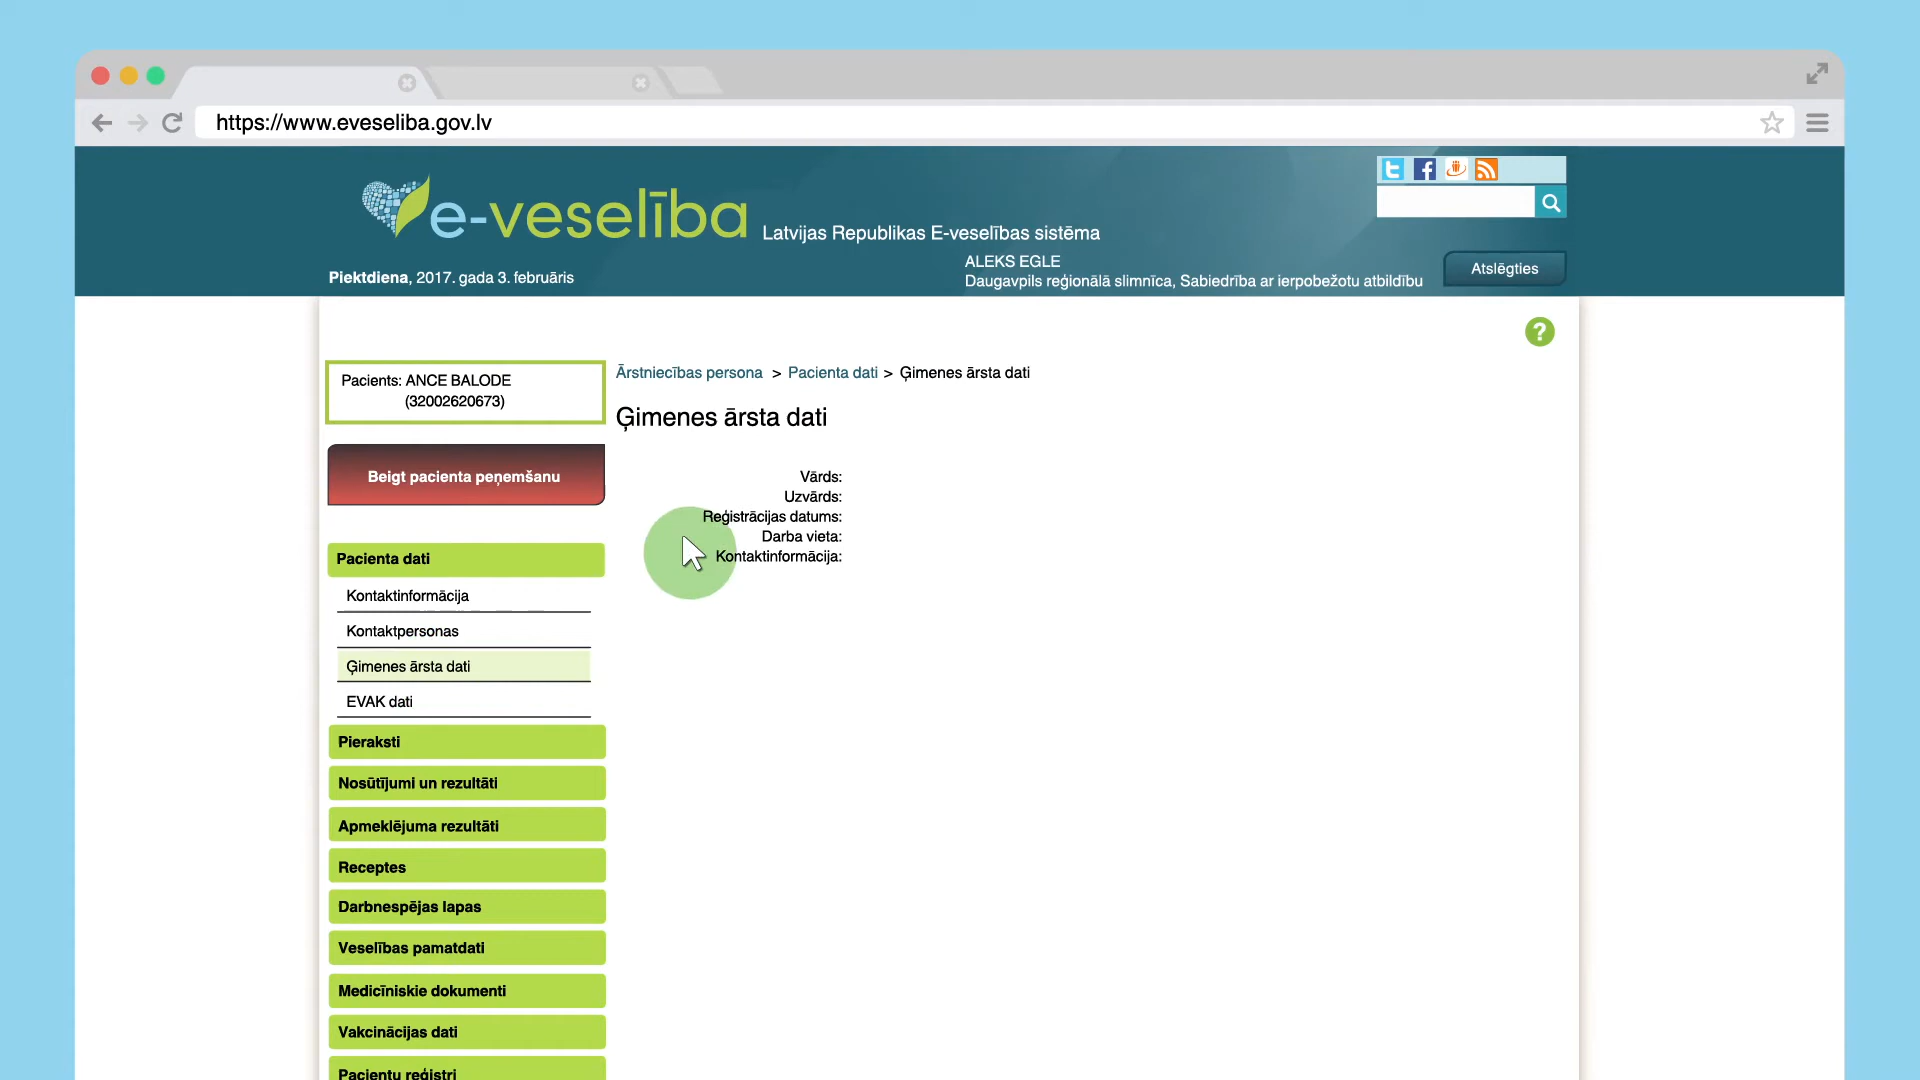 https://www.eveseliba.gov.lv
e-veselība
Latvijas Republikas E-veselības sistēma
ALEKS EGLE
Piektdiena, 2017. gada 3. februāris
Daugavpils reģionālā slimnīca, Sabiedrība ar ierpobežotu atbildību
Atslēgties
?
Pacients: ANCE BALODE
(32002620673)
Ārstniecības persona > Pacienta dati > Ģimenes ārsta dati
Ģimenes ārsta dati
Beigt pacienta peņemšanu
Vārds:
Uzvārds:
Reģistrācijas datums:
Darba vieta:
Kontaktinformācija:
Pacienta dati
Kontaktinformācija
Kontaktpersonas
Ģimenes ārsta dati
EVAK dati
Pieraksti
Nosūtījumi un rezultāti
Apmeklējuma rezultāti
Receptes
Darbnespējas lapas
Veselības pamatdati
Medicīniskie dokumenti
Vakcinācijas dati
Pacientu reģistri